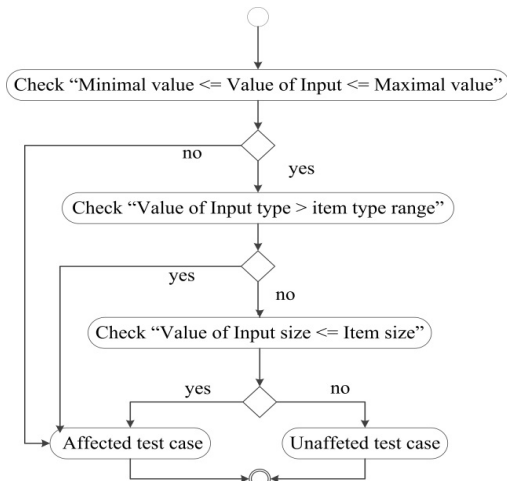 Check “Minimal value <= Value of Input <= Maximal value”
no
yes
Check “Value of Input type > item type range”
yes
no
Check “Value of Input size <= Item size”
yes
no
Affected test case
Unaffeted test case